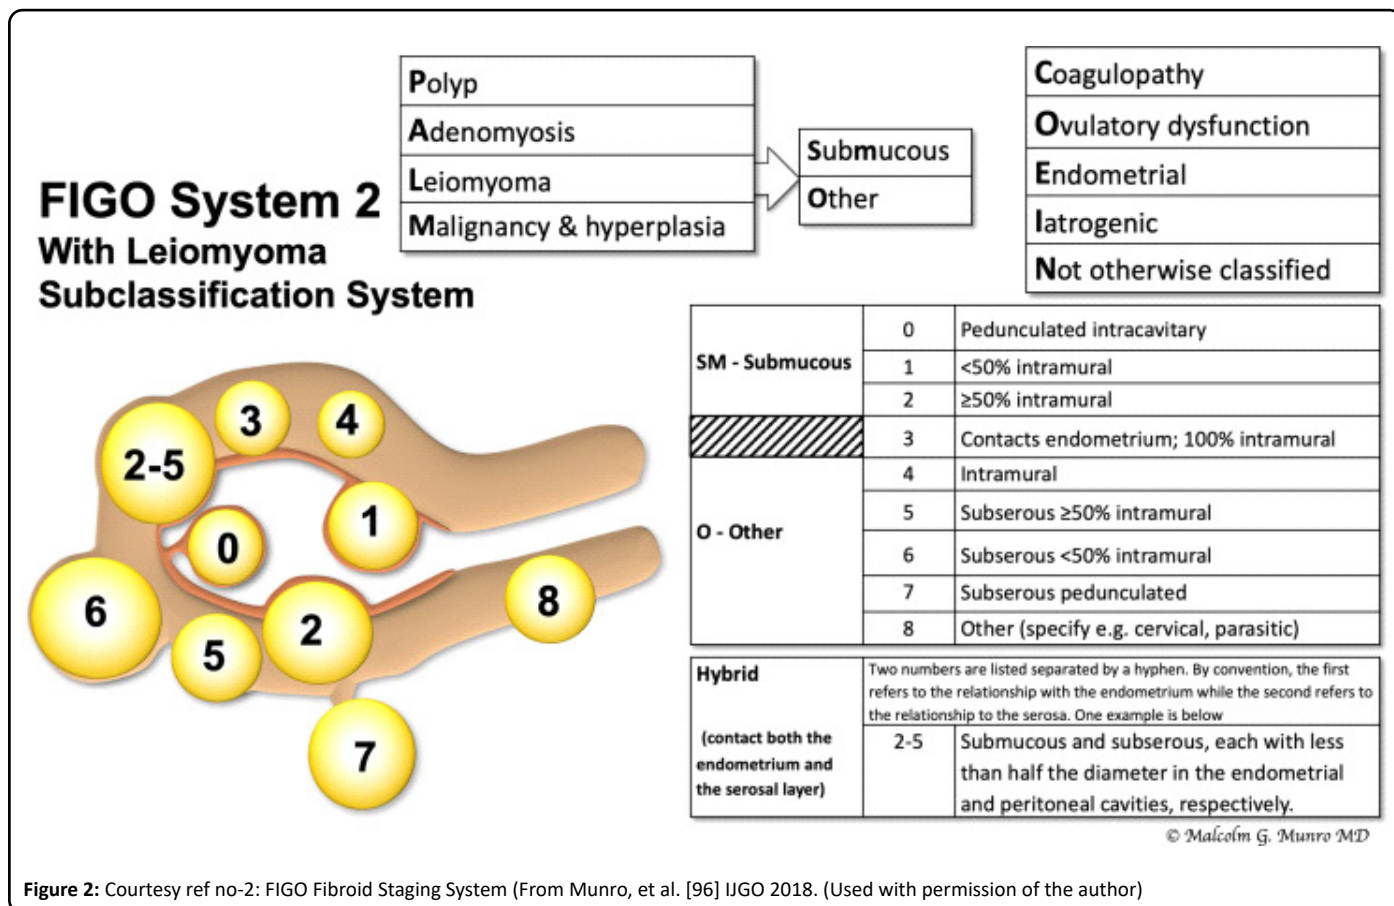 FIGO System 2
With Leiomyoma
Subclassification System
Polyp
Adenomyosis
Leiomyoma
Malignancy & hyperplasia
Submucous
Other
Coagulopathy
Ovulatory dysfunction
Endometrial
Iatrogenic
Not otherwise classified
3
4
2-5
0
1
6
5
2
8
7
SM - Submucous
0 Pedunculated intracavitary
1 <50% intramural
2 ≥50% intramural
3 Contacts endometrium; 100% intramural
O - Other
4 Intramural
5 Subserous ≥50% intramural
6 Subserous <50% intramural
7 Subserous pedunculated
8 Other (specify e.g. cervical, parasitic)
Hybrid
(contact both the
endometrium and
the serosal layer)
Two numbers are listed separated by a hyphen. By convention, the first
refers to the relationship with the endometrium while the second refers to
the relationship to the serosa. One example is below
2-5 Submucous and subserous, each with less
than half the diameter in the endometrial
and peritoneal cavities, respectively.
© Malcolm G. Munro MD
Figure 2: Courtesy ref no-2: FIGO Fibroid Staging System (From Munro, et al. [96] IJGO 2018. (Used with permission of the author)